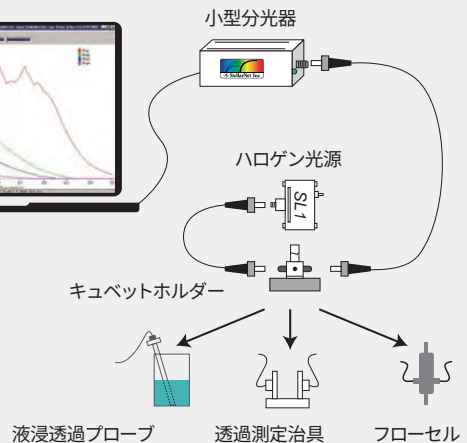 小型分光器
StellarNet Inc
ハロゲン光源
SL1
キュベットホルダー
液浸透過プローブ
透過測定治具
フローセル